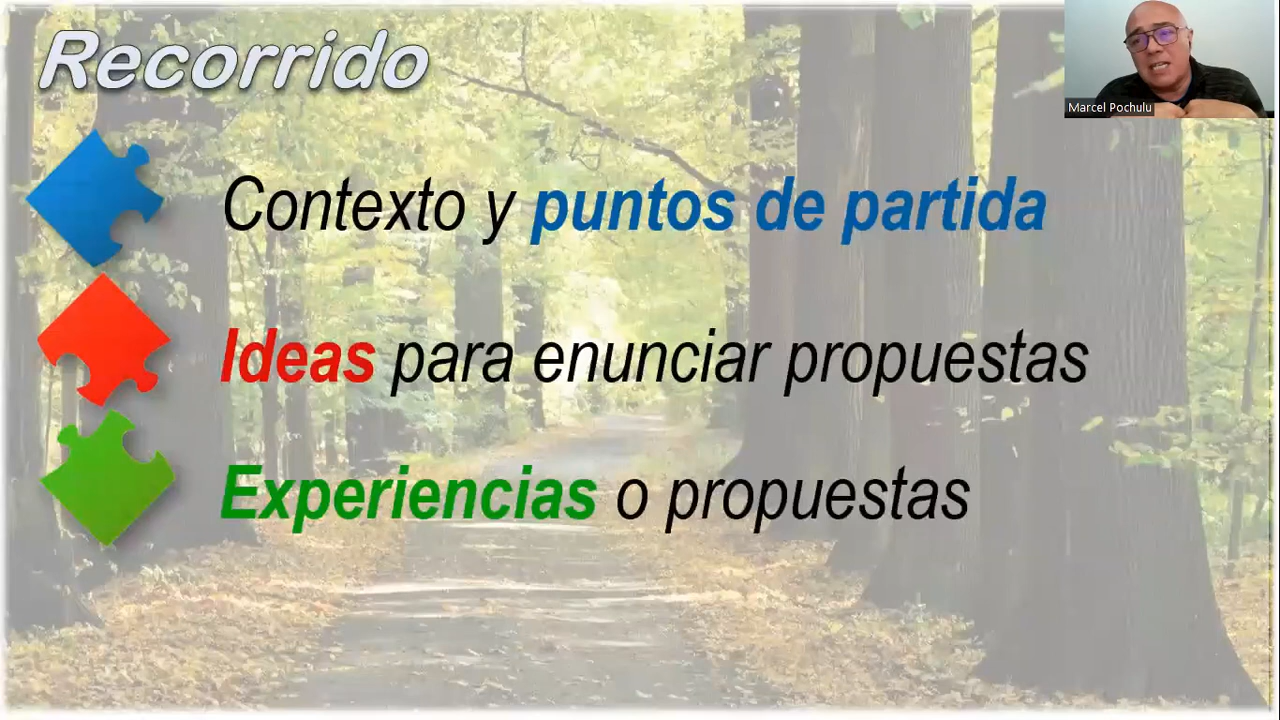 Recorrido
Marcel Pochulu
Contexto y puntos de partida
Ideas para enunciar propuestas
Experiencias o propuestas